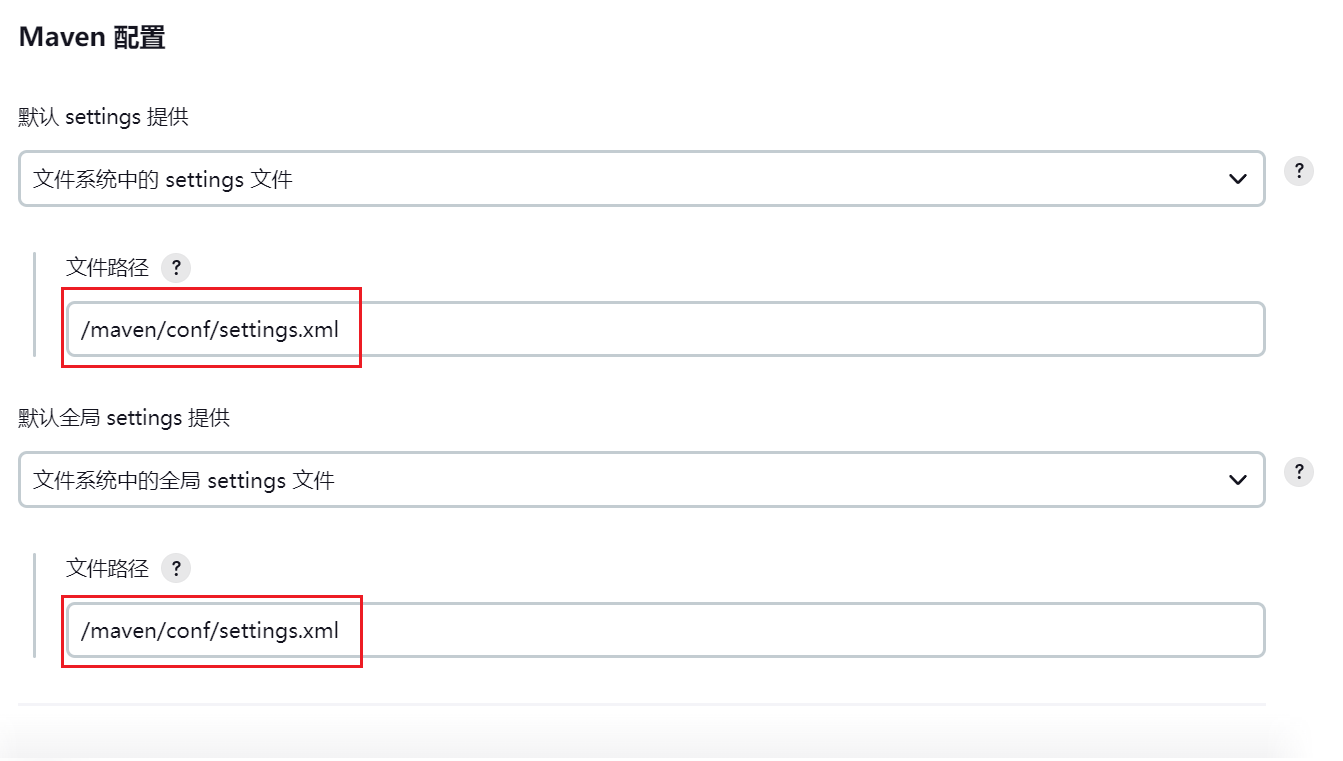 Maven 配置
默认 settings 提供
文件系统中的 settings 文件
?
文件路径 ?
/maven/conf/settings.xml
默认全局 settings 提供
文件系统中的全局 settings 文件
?
文件路径 ?
/maven/conf/settings.xml